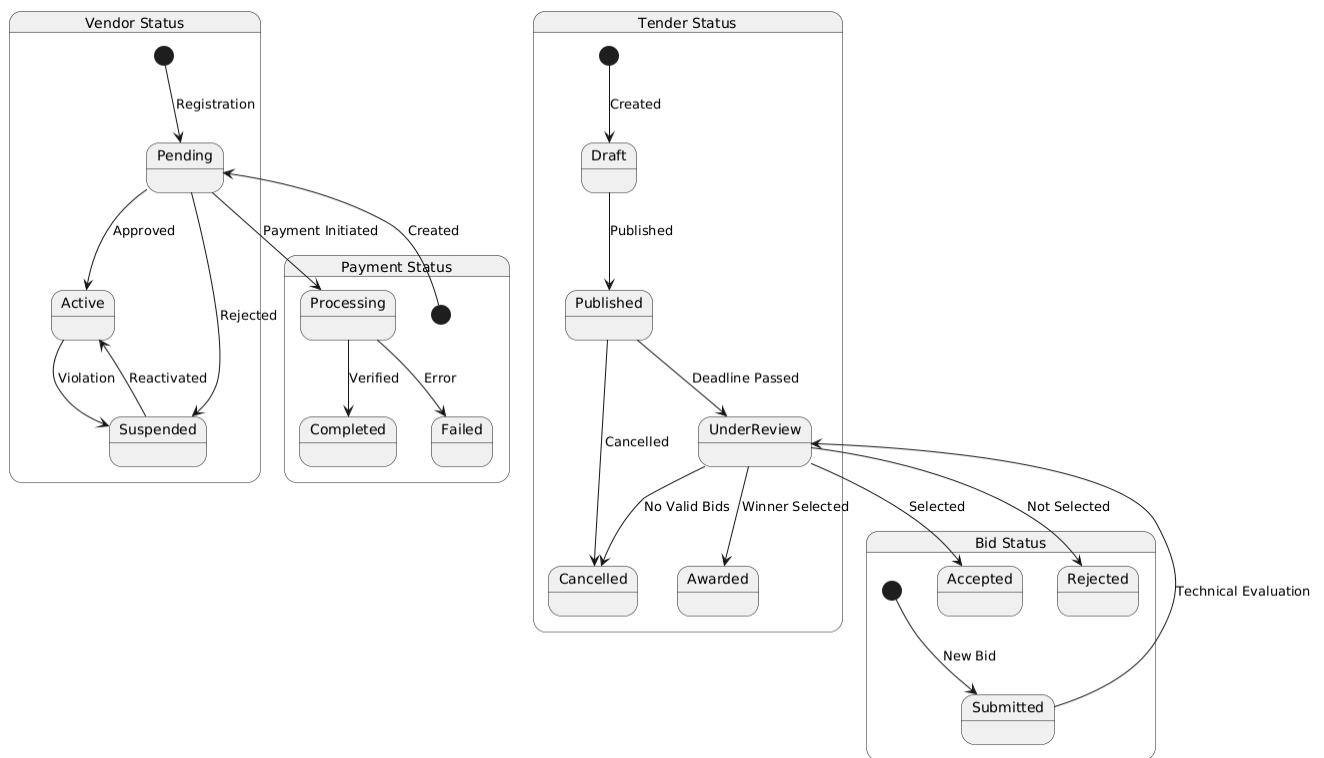 Vendor Status
Registration
Pending
Approved
Payment Initiated
Created
Payment Status
Active
Processing
Rejected
Violation
Reactivated
Verified
Error
Suspended
Completed
Failed
Tender Status
Created
Draft
Published
Published
Deadline Passed
UnderReview
Cancelled
No Valid Bids
Winner Selected
Selected
Not Selected
Cancelled
Awarded
Bid Status
Accepted
Rejected
Technical Evaluation
New Bid
Submitted